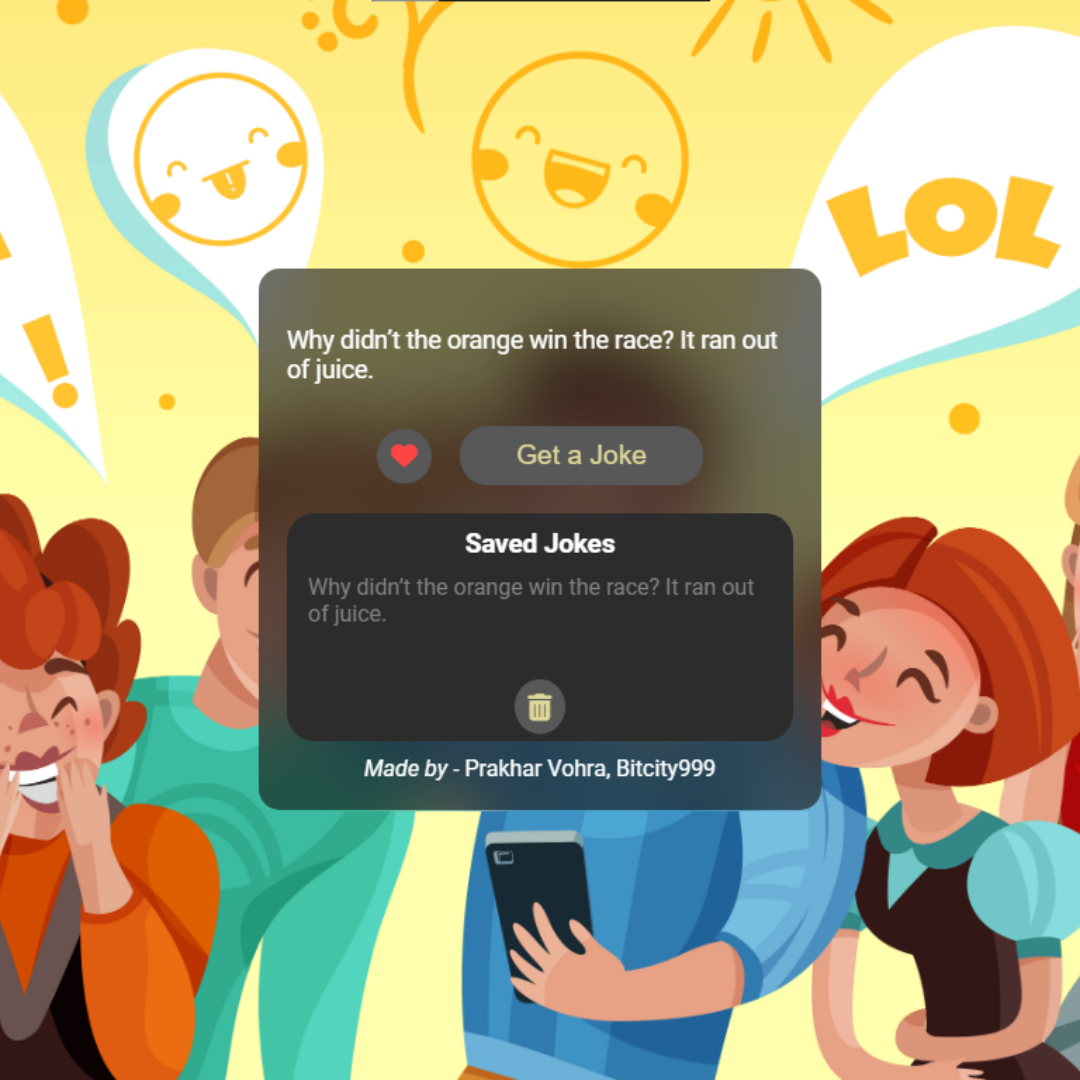 LOL
!
Why didn’t the orange win the race? It ran out
of juice.
Get a Joke
Saved Jokes
Why didn’t the orange win the race? It ran out
of juice.
Made by - Prakhar Vohra, Bitcity999